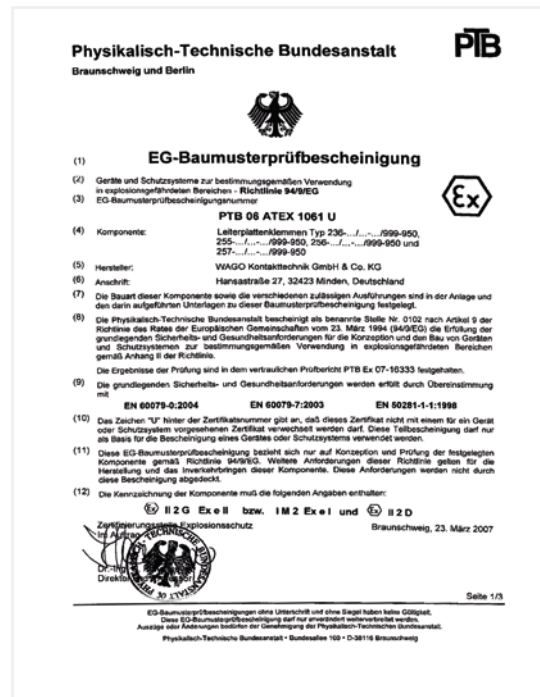 Physikalisch-Technische Bundesanstalt
PTB
Braunschweig und Berlin
(1) EG-Baumusterprüfbescheinigung
(2) Geräte und Schutzsysteme zur bestimmungsgemäßen Verwendung
in explosionsgefährdeten Bereichen - Richtlinie 94/9/EG
(3) EG-Baumusterprüfbescheinigungsnummer
Ex
PTB 06 ATEX 1061 U
(4) Komponente: Leiterplattenklemmen Typ 236-.../...-.../999-950,
255-.../...-.../999-950, 256-.../...-.../999-950 und
257-.../...-.../999-950
(5) Hersteller: WAGO Kontakttechnik GmbH & Co. KG
(6) Anschrift: Hansastraße 27, 32423 Minden, Deutschland
(7) Die Bauart dieser Komponente sowie die verschiedenen zulässigen Ausführungen sind in der Anlage und
den darin aufgeführten Unterlagen zu dieser Baumusterprüfbescheinigung festgelegt.
(8) Die Physikalisch-Technische Bundesanstalt bescheinigt als benannte Stelle Nr. 0102 nach Artikel 9 der
Richtlinie des Rates der Europäischen Gemeinschaften vom 23. März 1994 (94/9/EG) die Erfüllung der
grundlegenden Sicherheits- und Gesundheitsanforderungen für die Konzeption und den Bau von Geräten
und Schutzsystemen zur bestimmungsgemäßen Verwendung in explosionsgefährdeten Bereichen
gemäß Anhang II der Richtlinie.
Die Ergebnisse der Prüfung sind in dem vertraulichen Prüfbericht PTB Ex 07-16333 festgehalten.
(9) Die grundlegenden Sicherheits- und Gesundheitsanforderungen werden erfüllt durch Übereinstimmung
mit
EN 60079-0:2004 EN 60079-7:2003 EN 50281-1-1:1998
(10) Das Zeichen "U" hinter der Zertifikatsnummer gibt an, daß dieses Zertifikat nicht mit einem für ein Gerät
oder Schutzsystem vorgesehenen Zertifikat verwechselt werden darf. Diese Teilbescheinigung darf nur
als Basis für die Bescheinigung eines Gerätes oder Schutzsystems verwendet werden.
(11) Diese EG-Baumusterprüfbescheinigung bezieht sich nur auf Konzeption und Prüfung der festgelegten
Komponente gemäß Richtlinie 94/9/EG. Weitere Anforderungen dieser Richtlinie gelten für die
Herstellung und das Inverkehrbringen dieser Komponente. Diese Anforderungen werden nicht durch
diese Bescheinigung abgedeckt.
(12) Die Kennzeichnung der Komponente muß die folgenden Angaben enthalten:
Ex II 2 G Ex e II bzw. I M 2 Ex e I und Ex II 2 D
Zertifizierungsstelle Explosionsschutz Braunschweig, 23. März 2007
Im Auftrag
Dr.-Ing.
Direktor und Professor
Seite 1/3
EG-Baumusterprüfbescheinigungen ohne Unterschrift und ohne Siegel haben keine Gültigkeit.
Diese EG-Baumusterprüfbescheinigung darf nur unverändert weiterverbreitet werden.
Auszüge oder Änderungen bedürfen der Genehmigung der Physikalisch-Technischen Bundesanstalt.
Physikalisch-Technische Bundesanstalt • Bundesallee 100 • D-38116 Braunschweig